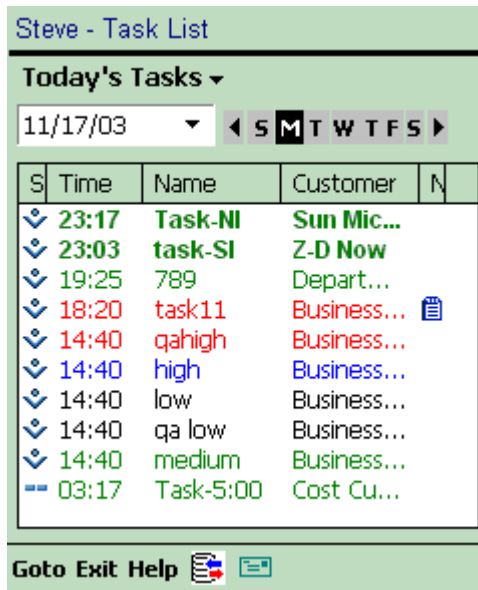 Steve - Task List
Today's Tasks
11/17/03 S M T W T F S
S Time Name Customer N
23:17 Task-NI Sun Mic...
23:03 task-SI Z-D Now
19:25 789 Depart...
18:20 task11 Business...
14:40 qahigh Business...
14:40 high Business...
14:40 low Business...
14:40 qa low Business...
14:40 medium Business...
03:17 Task-5:00 Cost Cu...
Goto Exit Help